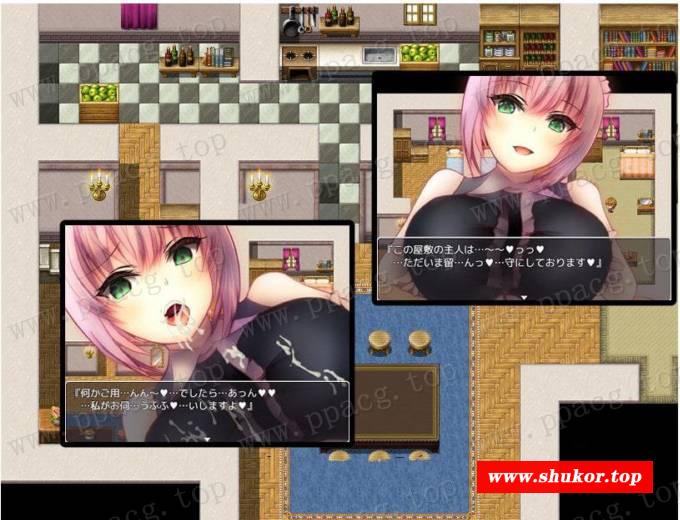 『この屋敷の主人は…～～♥っっ♥
…ただいま留…んっ♥…守にしております♥』
『何かご用…んん～♥…でしたら…あっん♥♥
…私がお伺…うふふ♥…いしますよ♥』
www.ppacg.top
www.shukor.top